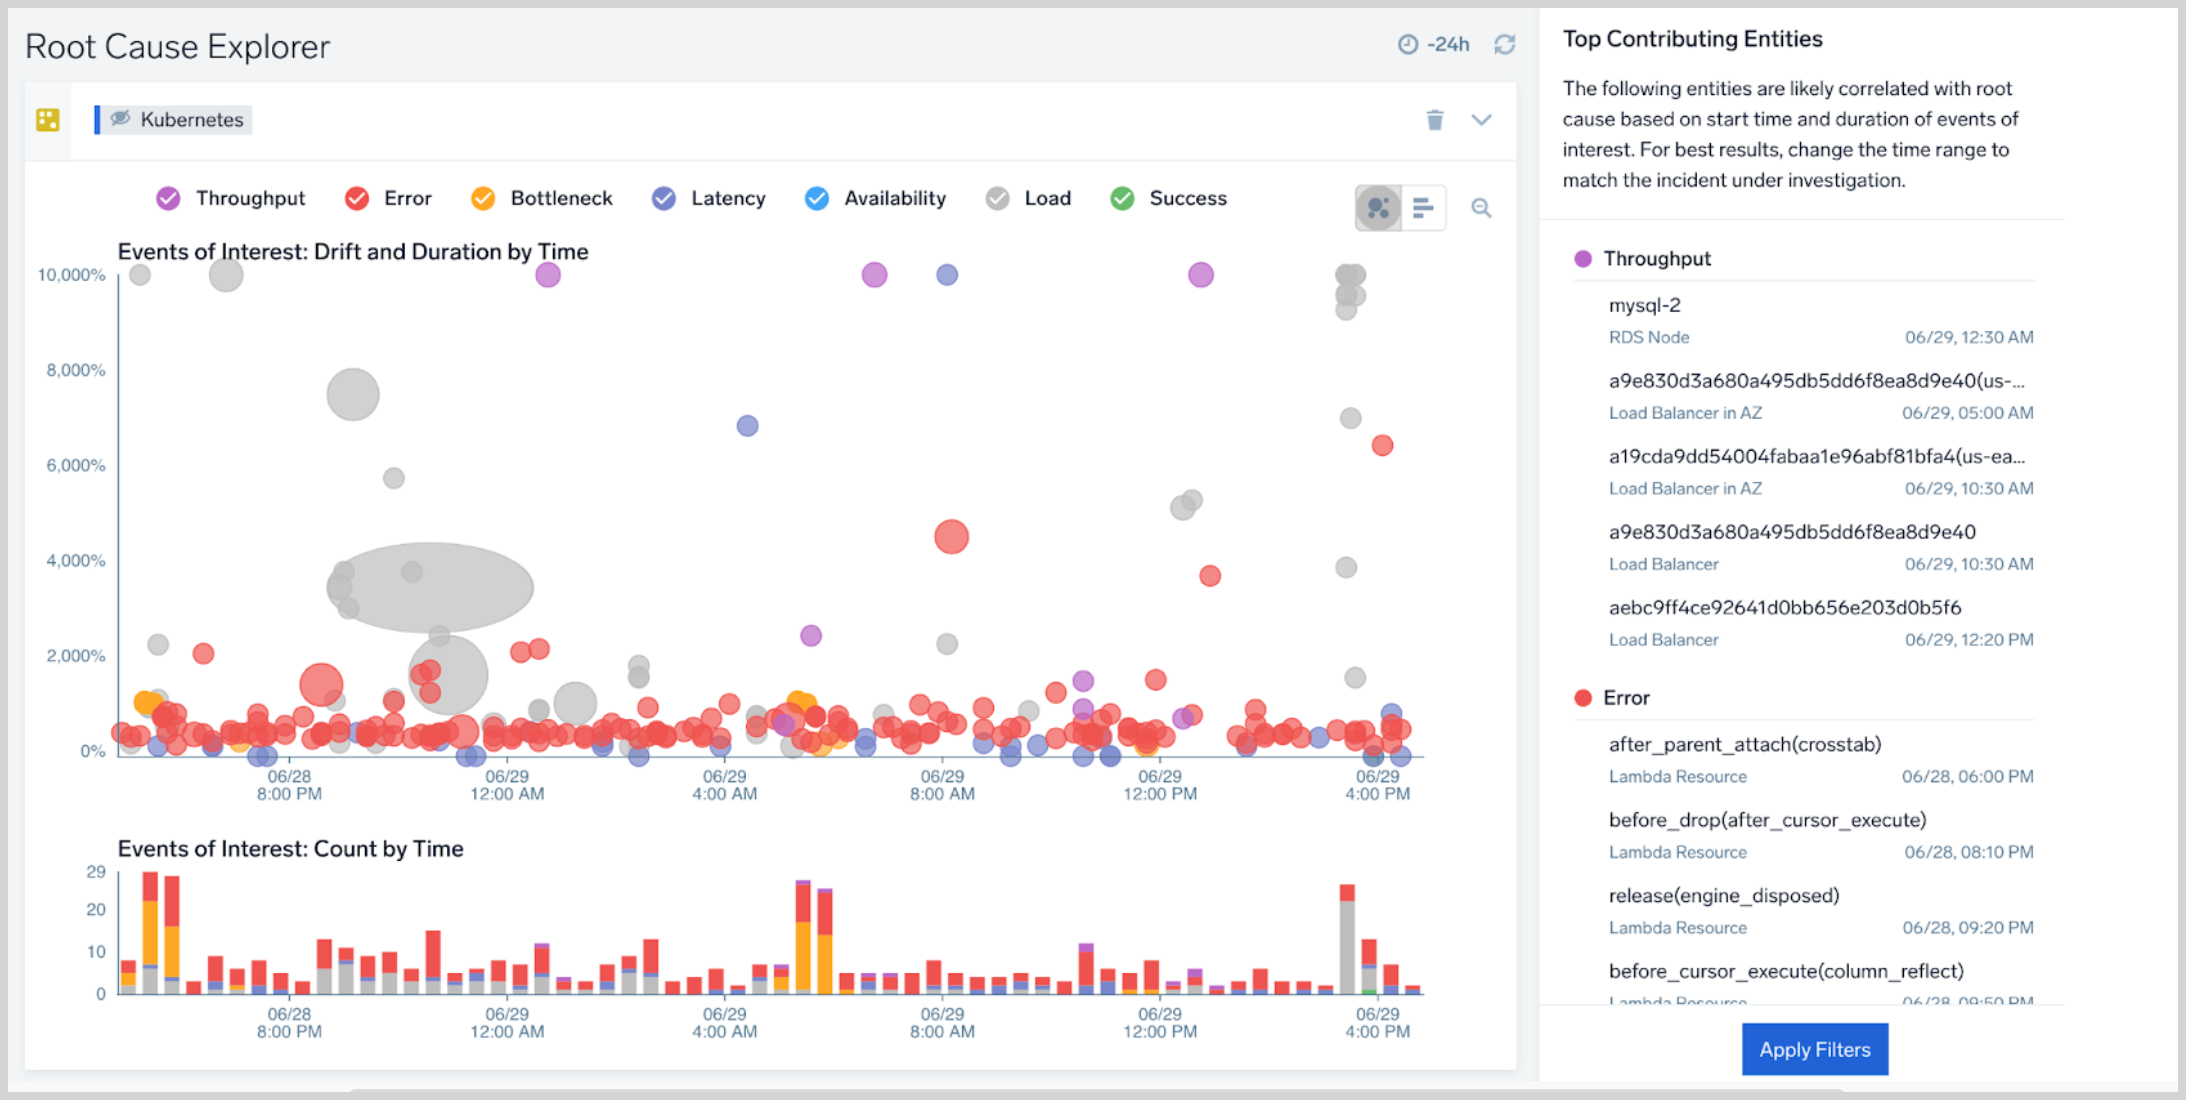 Root Cause Explorer
-24h
Kubernetes
Throughput
Error
Bottleneck
Latency
Availability
Load
Success
Events of Interest: Drift and Duration by Time
10,000%
8,000%
6,000%
4,000%
2,000%
0%
06/28 06/29 06/29 06/29 06/29 06/29
8:00 PM 12:00 AM 4:00 AM 8:00 AM 12:00 PM 4:00 PM
Events of Interest: Count by Time
29
20
10
0
06/28 06/29 06/29 06/29 06/29 06/29
8:00 PM 12:00 AM 4:00 AM 8:00 AM 12:00 PM 4:00 PM
Top Contributing Entities
The following entities are likely correlated with root
cause based on start time and duration of events of
interest. For best results, change the time range to
match the incident under investigation.
Throughput
mysql-2
RDS Node 06/29, 12:30 AM
a9e830d3a680a495db5dd6f8ea8d9e40(us-...
Load Balancer in AZ 06/29, 05:00 AM
a19cda9dd54004fabaa1e96abf81bfa4(us-ea...
Load Balancer in AZ 06/29, 10:30 AM
a9e830d3a680a495db5dd6f8ea8d9e40
Load Balancer 06/29, 10:30 AM
aebc9ff4ce92641d0bb656e203d0b5f6
Load Balancer 06/29, 12:20 PM
Error
after_parent_attach(crosstab)
Lambda Resource 06/28, 06:00 PM
before_drop(after_cursor_execute)
Lambda Resource 06/28, 08:10 PM
release(engine_disposed)
Lambda Resource 06/28, 09:20 PM
before_cursor_execute(column_reflect)
Lambda Resource 06/28, 09:50 PM
Apply Filters